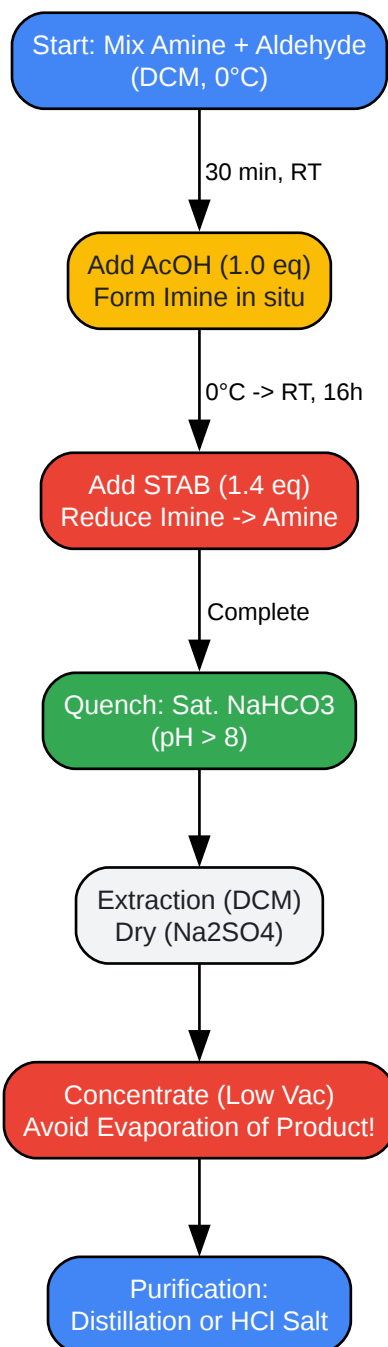 Start: Mix Amine + Aldehyde
(DCM, 0°C)
30 min, RT
Add AcOH (1.0 eq)
Form Imine in situ
0°C -> RT, 16h
Add STAB (1.4 eq)
Reduce Imine -> Amine
Complete
Quench: Sat. NaHCO3
(pH > 8)
Extraction (DCM)
Dry (Na2SO4)
Concentrate (Low Vac)
Avoid Evaporation of Product!
Purification:
Distillation or HCl Salt